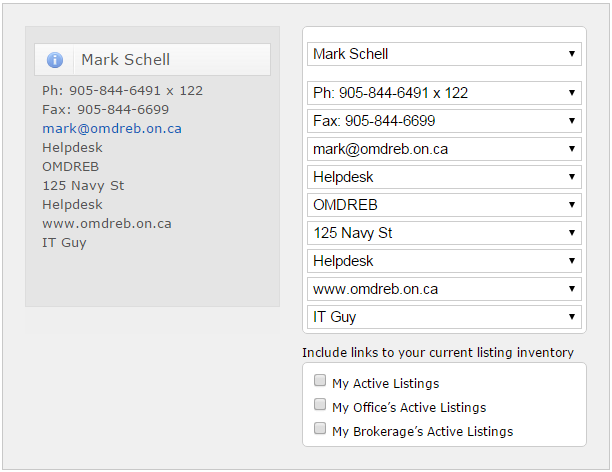 Mark Schell
Ph: 905-844-6491 x 122
Fax: 905-844-6699
mark@omdreb.on.ca
Helpdesk
OMDREB
125 Navy St
Helpdesk
www.omdreb.on.ca
IT Guy
Mark Schell
Ph: 905-844-6491 x 122
Fax: 905-844-6699
mark@omdreb.on.ca
Helpdesk
OMDREB
125 Navy St
Helpdesk
www.omdreb.on.ca
IT Guy
Include links to your current listing inventory
My Active Listings
My Office's Active Listings
My Brokerage's Active Listings